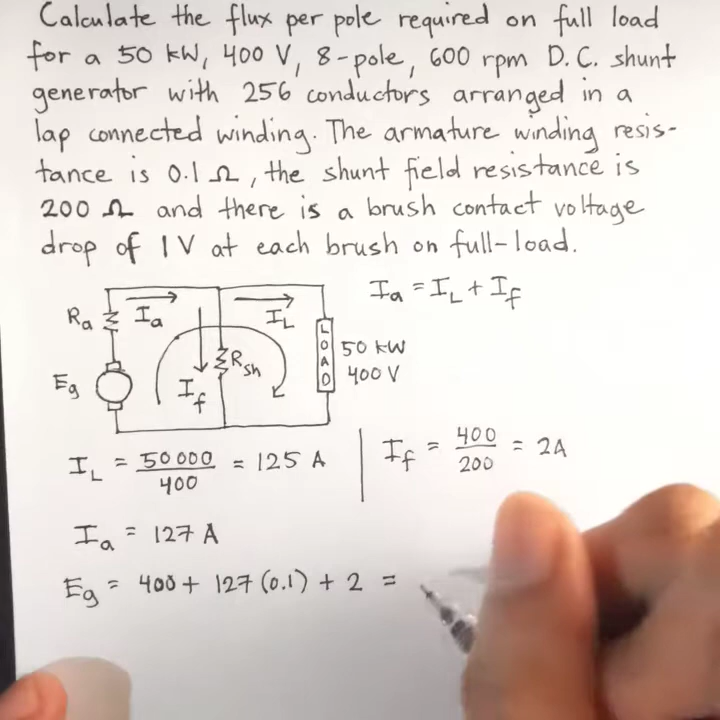 Calculate the flux per pole required on full load
for a 50 kW, 400 V, 8-pole, 600 rpm D.C. shunt
generator with 256 conductors arranged in a
lap connected winding. The armature winding resis-
tance is 0.1 Ω, the shunt field resistance is
200 Ω and there is a brush contact voltage
drop of 1V at each brush on full-load.
Ia = IL + If
Ra Ia IL
LOAD
50 kW
400 V
Rsh
Eg
If
IL = 50000/400 = 125 A
If = 400/200 = 2A
Ia = 127 A
Eg = 400 + 127(0.1) + 2 =